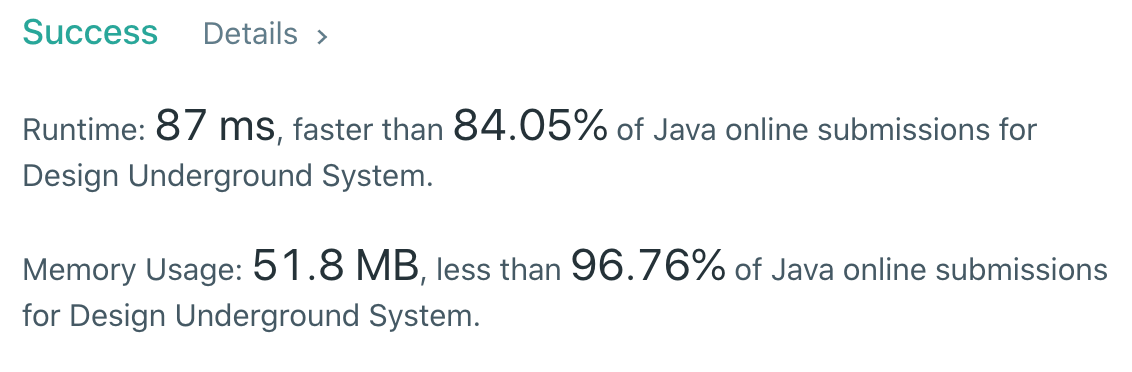 Success Details >
Runtime: 87 ms, faster than 84.05% of Java online submissions for
Design Underground System.
Memory Usage: 51.8 MB, less than 96.76% of Java online submissions
for Design Underground System.